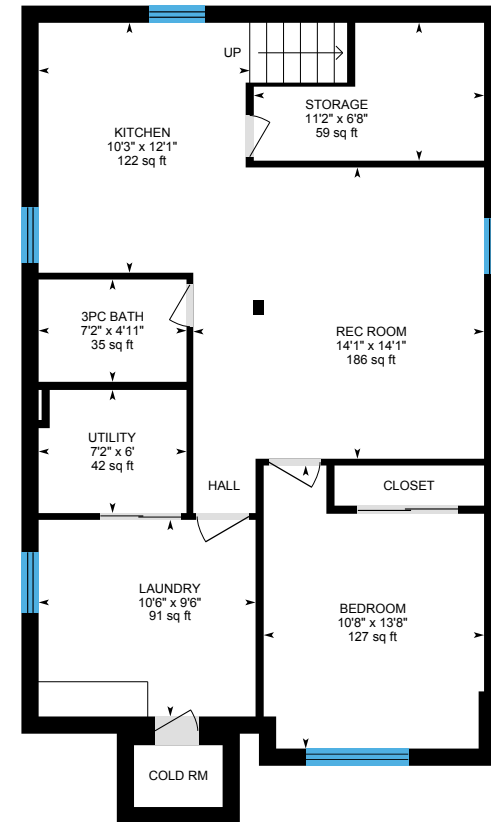 UP
STORAGE
11'2" x 6'8"
59 sq ft
KITCHEN
10'3" x 12'1"
122 sq ft
3PC BATH
7'2" x 4'11"
35 sq ft
REC ROOM
14'1" x 14'1"
186 sq ft
UTILITY
7'2" x 6'
42 sq ft
HALL
CLOSET
LAUNDRY
10'6" x 9'6"
91 sq ft
BEDROOM
10'8" x 13'8"
127 sq ft
COLD RM